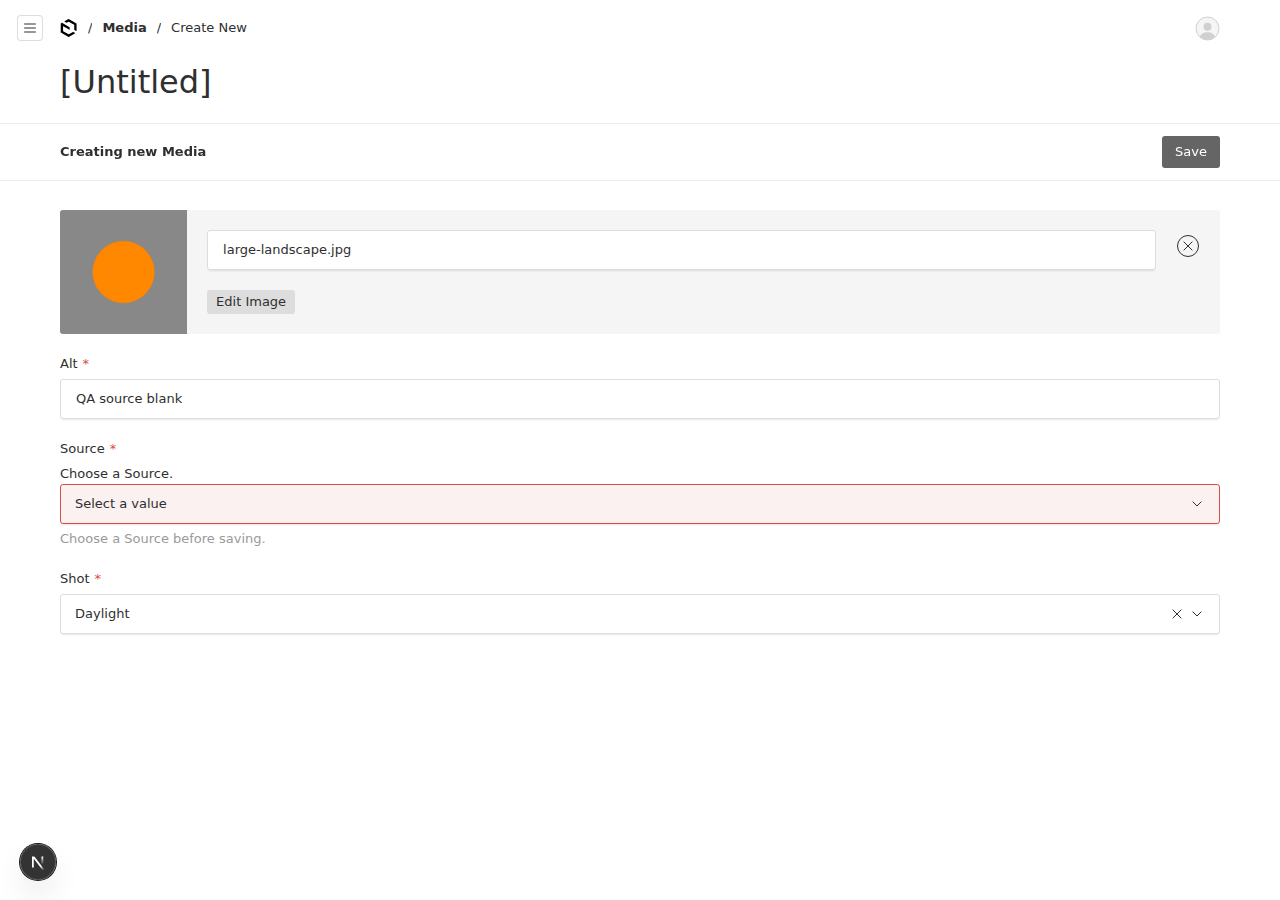 / Media / Create New
[Untitled]
Creating new Media
Save
large-landscape.jpg
Edit Image
Alt *
QA source blank
Source *
Choose a Source.
Select a value
Choose a Source before saving.
Shot *
Daylight
N